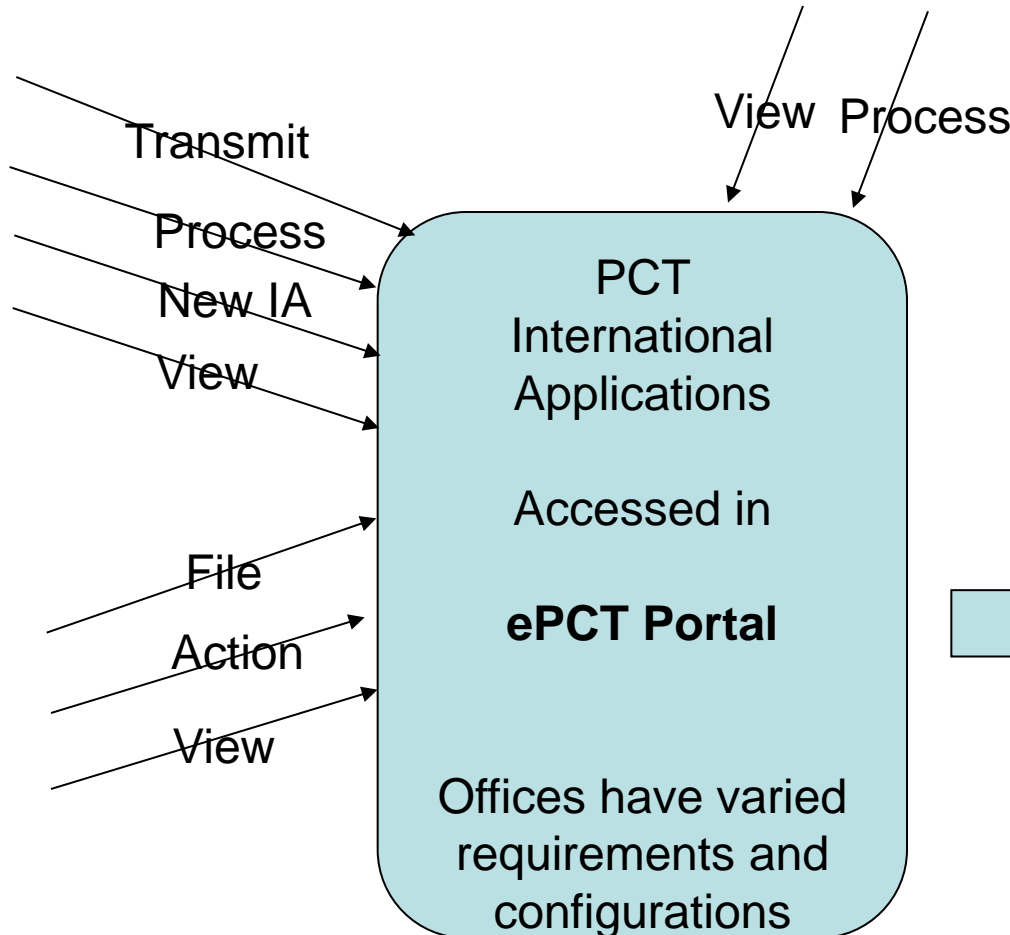 View
Process
Transmit
Process
New IA
View
File
Action
View
PCT
International
Applications
Accessed in
ePCT Portal
Offices have varied
requirements and
configurations